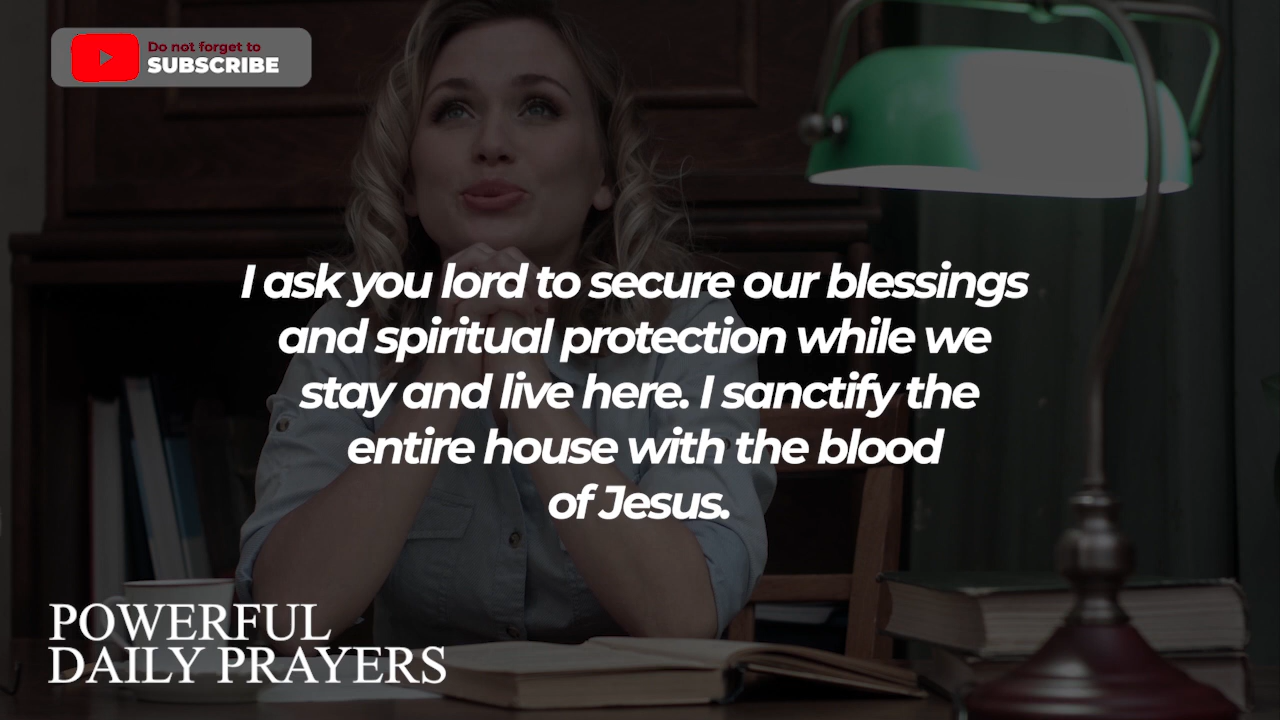 Do not forget to
SUBSCRIBE
I ask you lord to secure our blessings
and spiritual protection while we
stay and live here. I sanctify the
entire house with the blood
of Jesus.
POWERFUL
DAILY PRAYERS